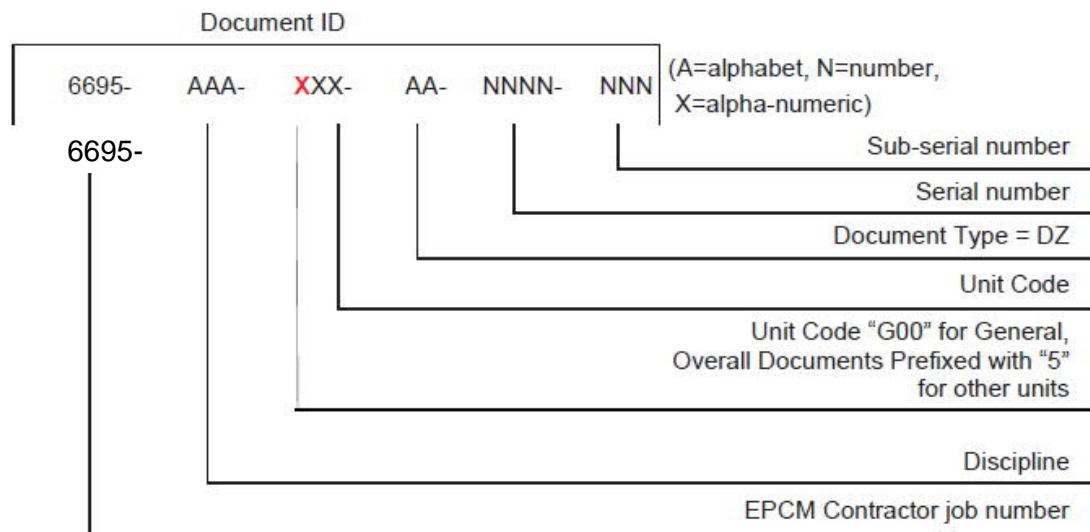 Document ID
6695- AAA- XXX- AA- NNNN- NNN
(A=alphabet, N=number,
X=alpha-numeric)
6695-
Sub-serial number
Serial number
Document Type = DZ
Unit Code
Unit Code “G00” for General,
Overall Documents Prefixed with “5”
for other units
Discipline
EPCM Contractor job number